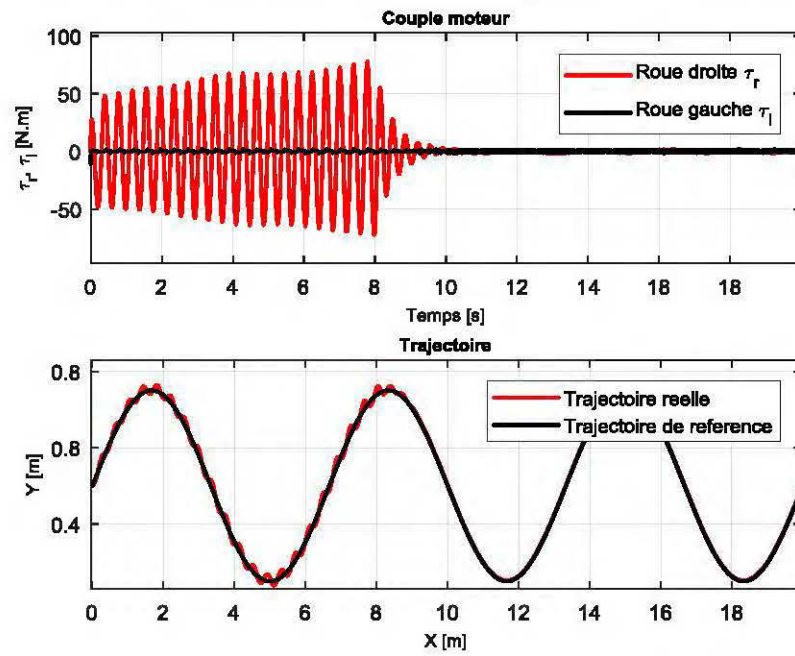 Couple moteur
100
50
0
-50
τr, τl [N.m]
Roue droite τr
Roue gauche τl
0 2 4 6 8 10 12 14 16 18
Temps [s]
Trajectoire
0.8
0.8
0.4
Y [m]
Trajectoire reelle
Trajectoire de reference
0 2 4 6 8 10 12 14 16 18
X [m]